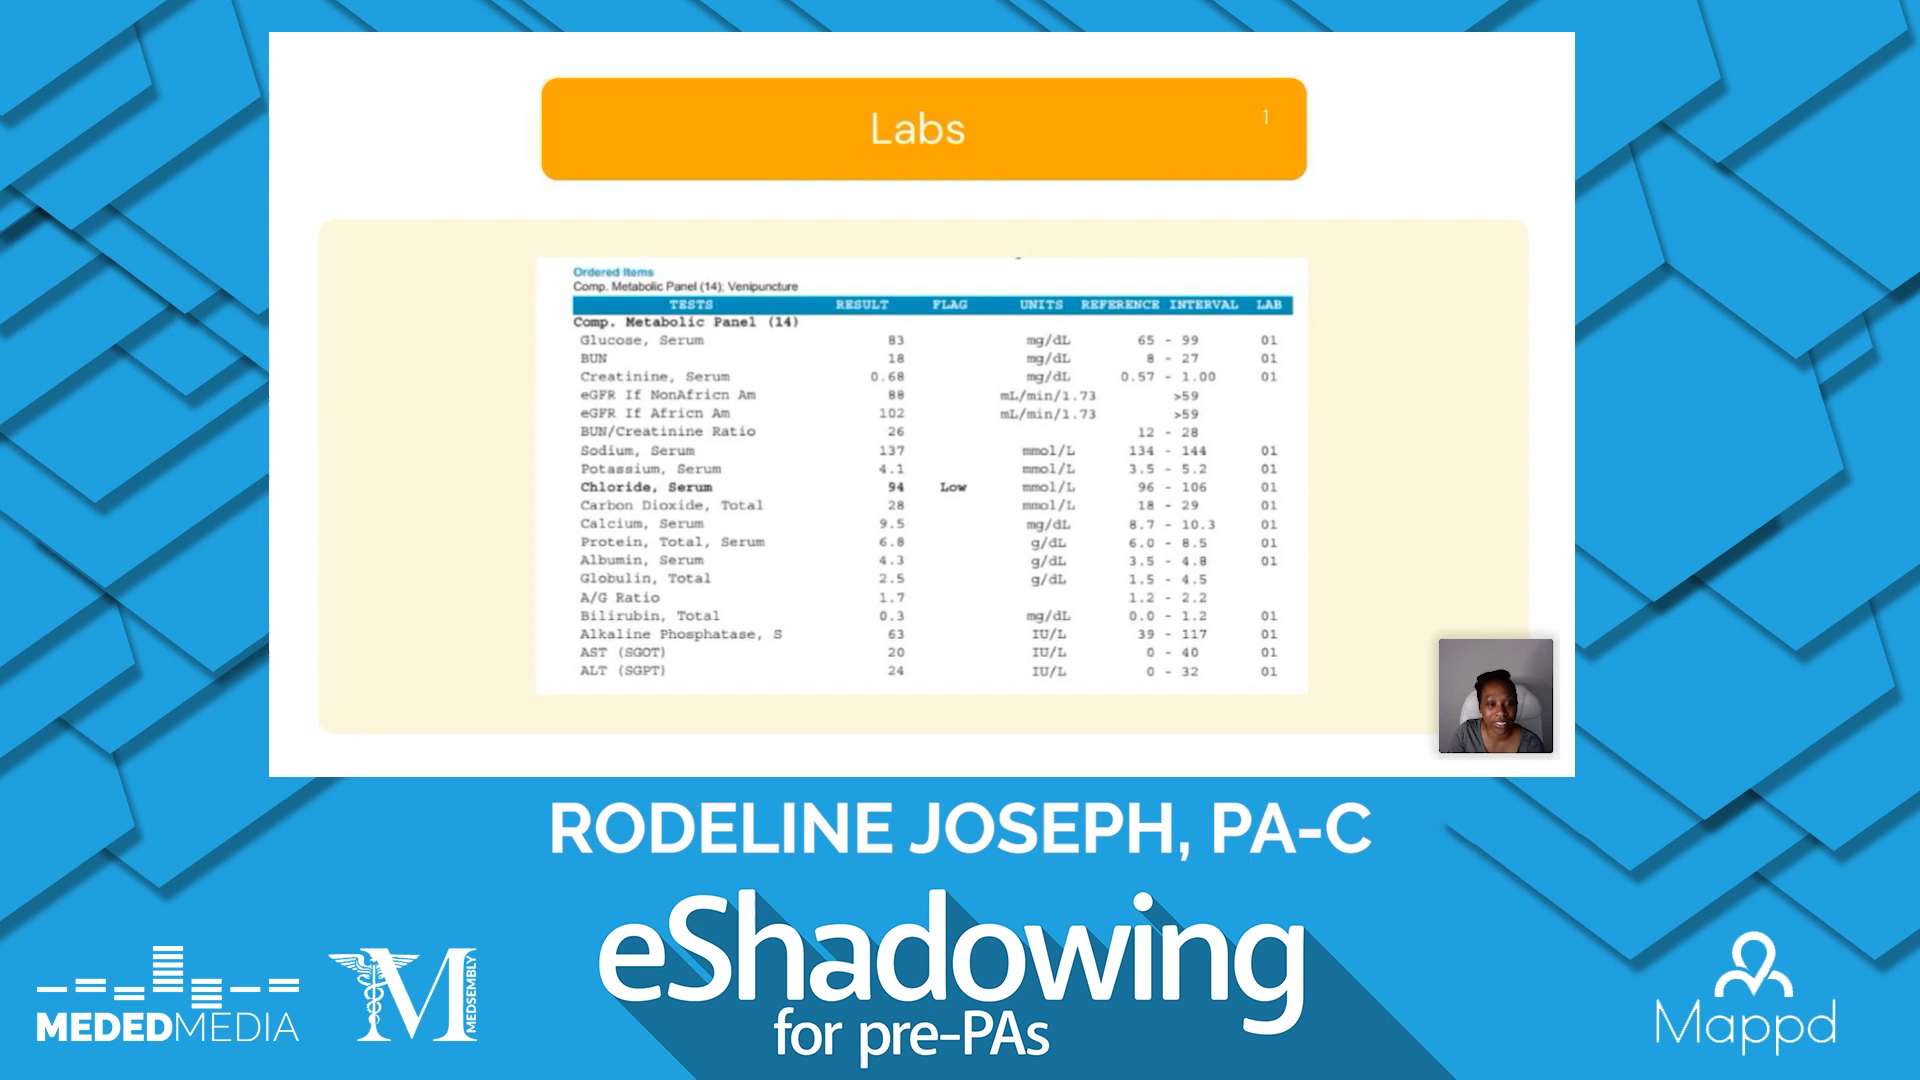 Labs
1
Ordered Items
Comp. Metabolic Panel (14); Venipuncture
TESTS RESULT FLAG UNITS REFERENCE INTERVAL LAB
Comp. Metabolic Panel (14)
Glucose, Serum 83 mg/dL 65 - 99 01
BUN 18 mg/dL 8 - 27 01
Creatinine, Serum 0.68 mg/dL 0.57 - 1.00 01
eGFR If NonAfricn Am 88 mL/min/1.73 >59
eGFR If Africn Am 102 mL/min/1.73 >59
BUN/Creatinine Ratio 26 12 - 28
Sodium, Serum 137 mmol/L 134 - 144 01
Potassium, Serum 4.1 mmol/L 3.5 - 5.2 01
Chloride, Serum 94 Low mmol/L 96 - 106 01
Carbon Dioxide, Total 28 mmol/L 18 - 29 01
Calcium, Serum 9.5 mg/dL 8.7 - 10.3 01
Protein, Total, Serum 6.8 g/dL 6.0 - 8.5 01
Albumin, Serum 4.3 g/dL 3.5 - 4.8 01
Globulin, Total 2.5 g/dL 1.5 - 4.5
A/G Ratio 1.7 1.2 - 2.2
Bilirubin, Total 0.3 mg/dL 0.0 - 1.2 01
Alkaline Phosphatase, S 63 IU/L 39 - 117 01
AST (SGOT) 20 IU/L 0 - 40 01
ALT (SGPT) 24 IU/L 0 - 32 01
RODELINE JOSEPH, PA-C
eShadowing
for pre-PAs
MEDEDMEDIA
M
MEDSEMBLY
Mappd